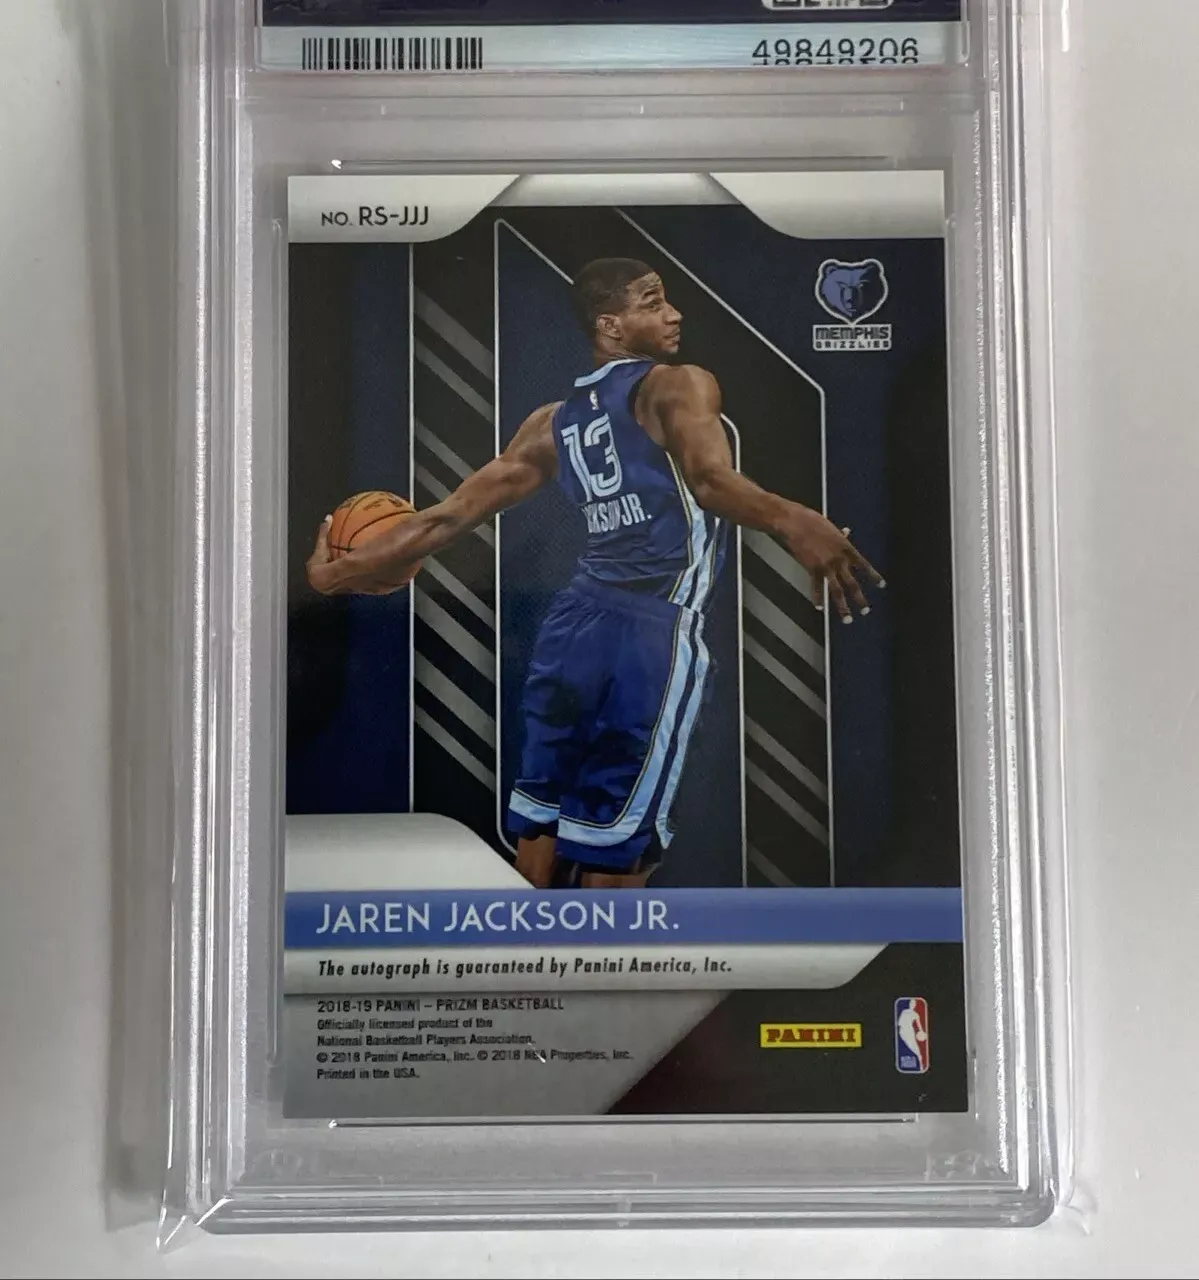 49849206
NO. RS-JJJ
MEMPHIS
GRIZZLIES
13
CKSON JR.
JAREN JACKSON JR.
The autograph is guaranteed by Panini America, Inc.
2018-19 PANINI – PRIZM BASKETBALL
Officially licensed product of the
National Basketball Players Association.
© 2018 Panini America, Inc. © 2018 NBA Properties, Inc.
Printed in the USA.
PANINI
NBA